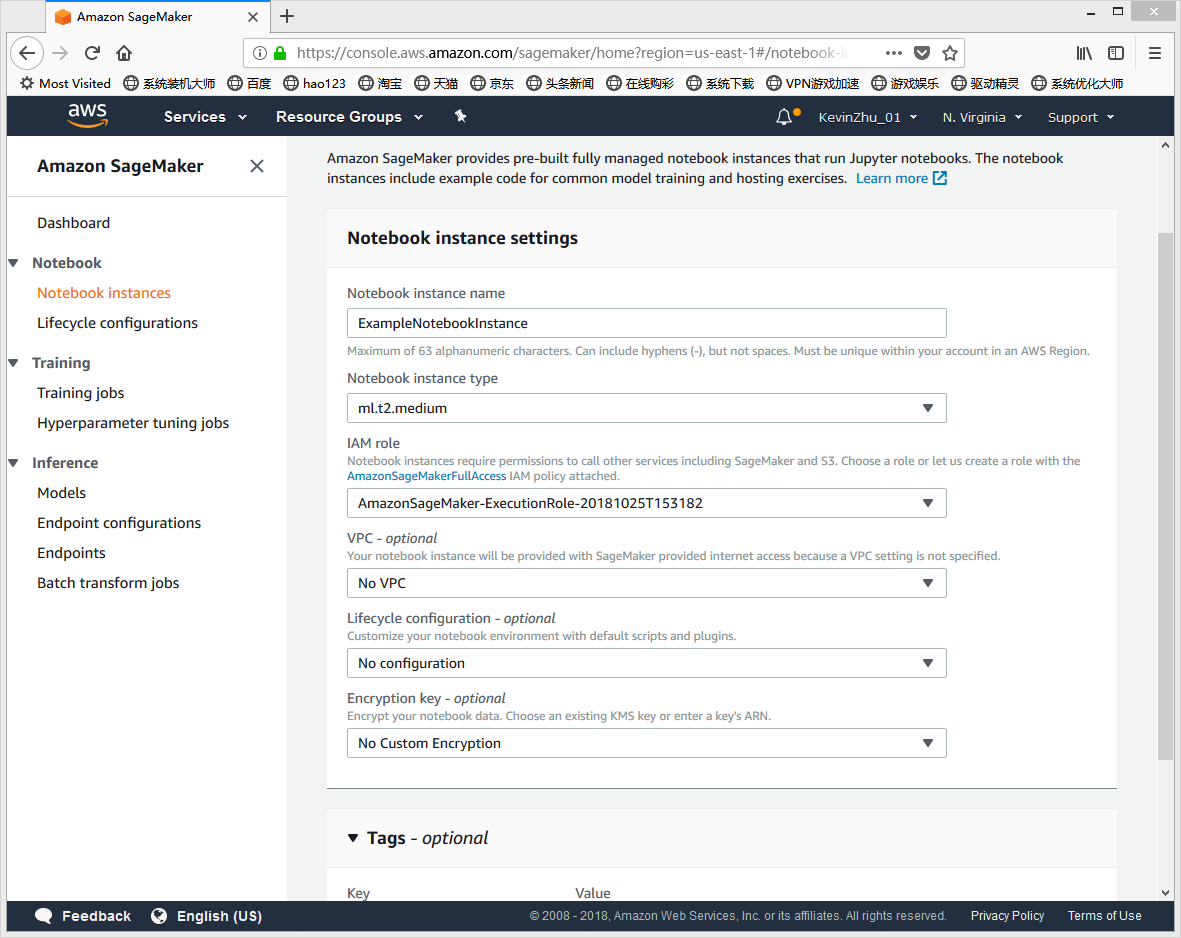 Amazon SageMaker
https://console.aws.amazon.com/sagemaker/home?region=us-east-1#/notebook-i
Most Visited 系统装机大师 百度 hao123 淘宝 天猫 京东 头条新闻 在线购彩 系统下载 VPN游戏加速 游戏娱乐 驱动精灵 系统优化大师
aws Services Resource Groups KevinZhu_01 N. Virginia Support
Amazon SageMaker
Dashboard
Notebook
Notebook instances
Lifecycle configurations
Training
Training jobs
Hyperparameter tuning jobs
Inference
Models
Endpoint configurations
Endpoints
Batch transform jobs
Amazon SageMaker provides pre-built fully managed notebook instances that run Jupyter notebooks. The notebook
instances include example code for common model training and hosting exercises. Learn more
Notebook instance settings
Notebook instance name
ExampleNotebookInstance
Maximum of 63 alphanumeric characters. Can include hyphens (-), but not spaces. Must be unique within your account in an AWS Region.
Notebook instance type
ml.t2.medium
IAM role
Notebook instances require permissions to call other services including SageMaker and S3. Choose a role or let us create a role with the
AmazonSageMakerFullAccess IAM policy attached.
AmazonSageMaker-ExecutionRole-20181025T153182
VPC - optional
Your notebook instance will be provided with SageMaker provided internet access because a VPC setting is not specified.
No VPC
Lifecycle configuration - optional
Customize your notebook environment with default scripts and plugins.
No configuration
Encryption key - optional
Encrypt your notebook data. Choose an existing KMS key or enter a key's ARN.
No Custom Encryption
Tags - optional
Key Value
Feedback English (US) © 2008 - 2018, Amazon Web Services, Inc. or its affiliates. All rights reserved. Privacy Policy Terms of Use